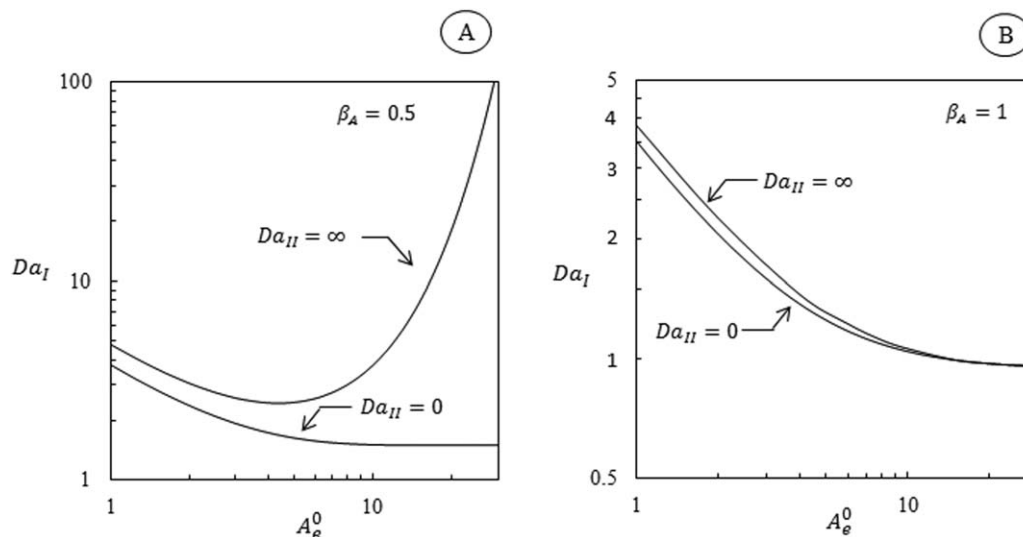 A
100
10
1
Da_I
β_A = 0.5
Da_II = ∞
Da_II = 0
1
10
A_e^0
B
5
4
3
2
1
0.5
Da_I
β_A = 1
Da_II = ∞
Da_II = 0
1
10
A_e^0